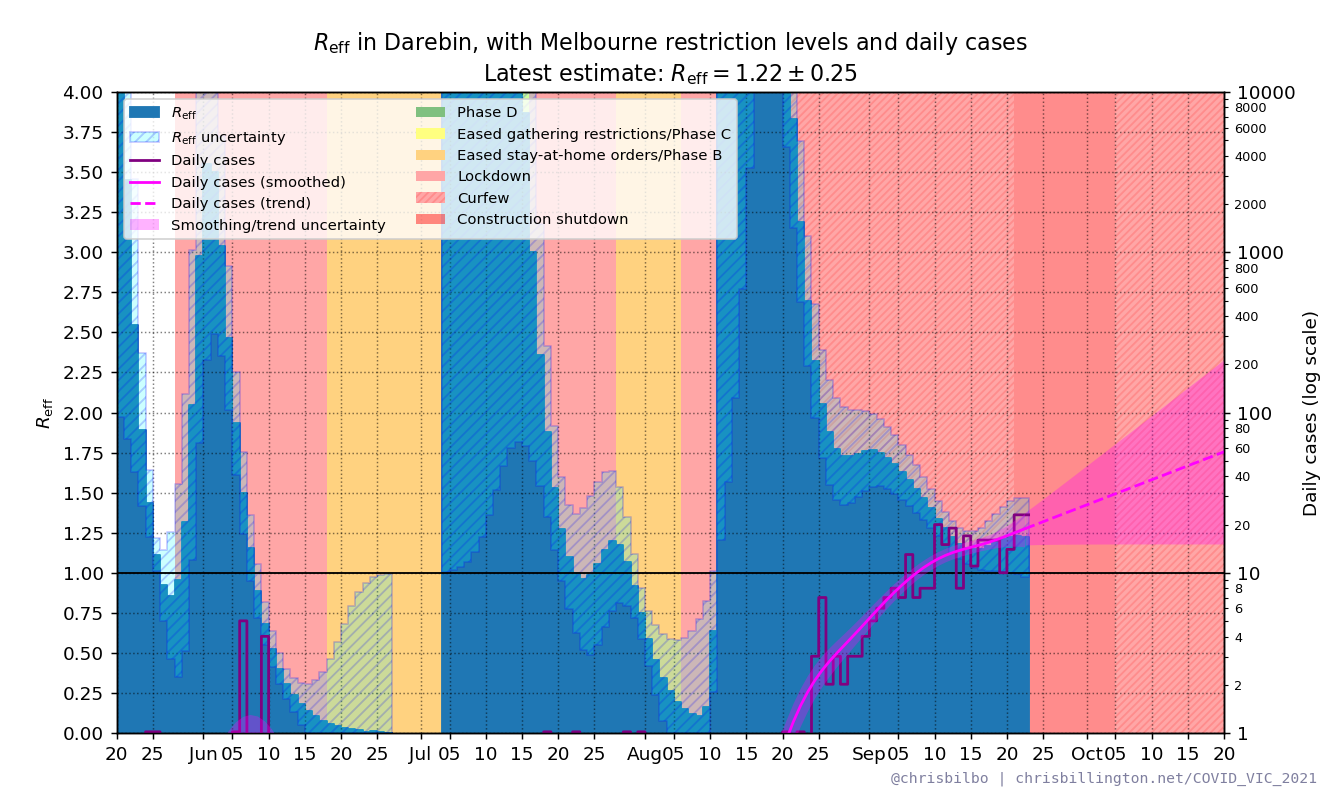 Reff in Darebin, with Melbourne restriction levels and daily cases
Latest estimate: Reff = 1.22 ± 0.25
Reff
Reff uncertainty
Daily cases
Daily cases (smoothed)
Daily cases (trend)
Smoothing/trend uncertainty
Phase D
Eased gathering restrictions/Phase C
Eased stay-at-home orders/Phase B
Lockdown
Curfew
Construction shutdown
Reff
4.00
3.75
3.50
3.25
3.00
2.75
2.50
2.25
2.00
1.75
1.50
1.25
1.00
0.75
0.50
0.25
0.00
10000
8000
6000
4000
2000
1000
800
600
400
200
100
80
60
40
20
10
8
6
4
2
1
Daily cases (log scale)
20 25 Jun 05 10 15 20 25 Jul 05 10 15 20 25 Aug 05 10 15 20 25 Sep 05 10 15 20 25 Oct 05 10 15 20
@chrisbilbo | chrisbillington.net/COVID_VIC_2021